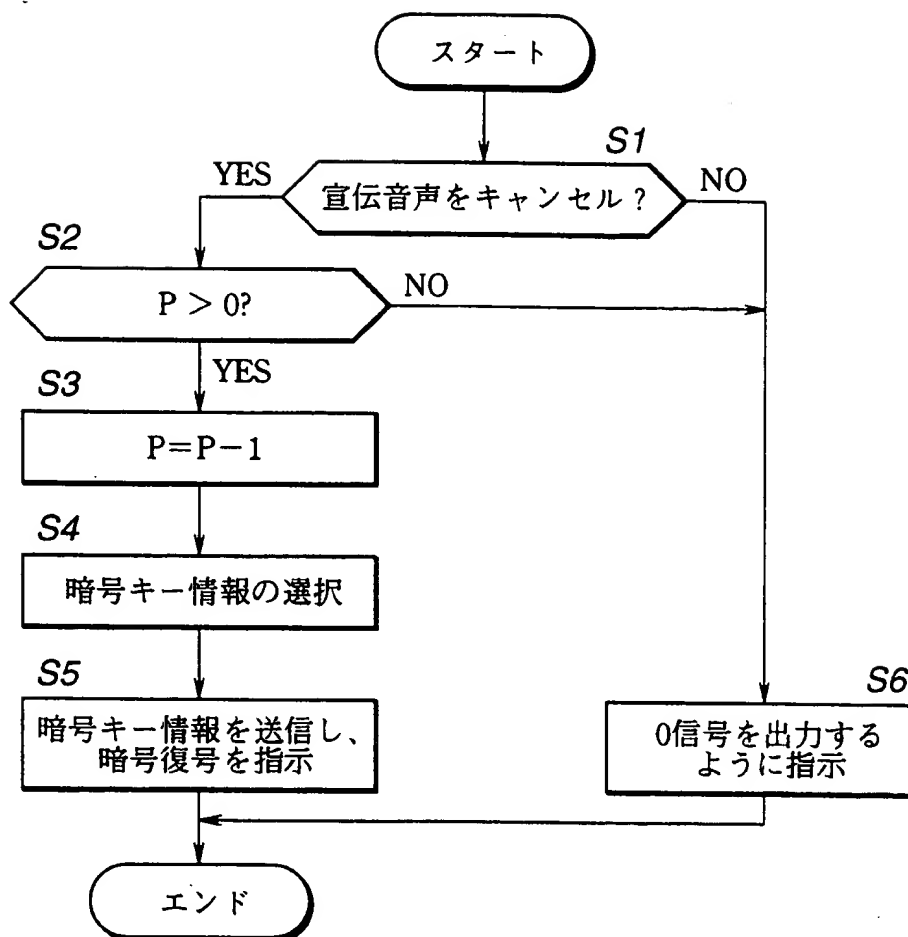 スタート
S1
YES
宣伝音声をキャンセル?
NO
S2
P > 0?
NO
YES
S3
P=P−1
S4
暗号キー情報の選択
S5
暗号キー情報を送信し、
暗号復号を指示
S6
0信号を出力する
ように指示
エンド